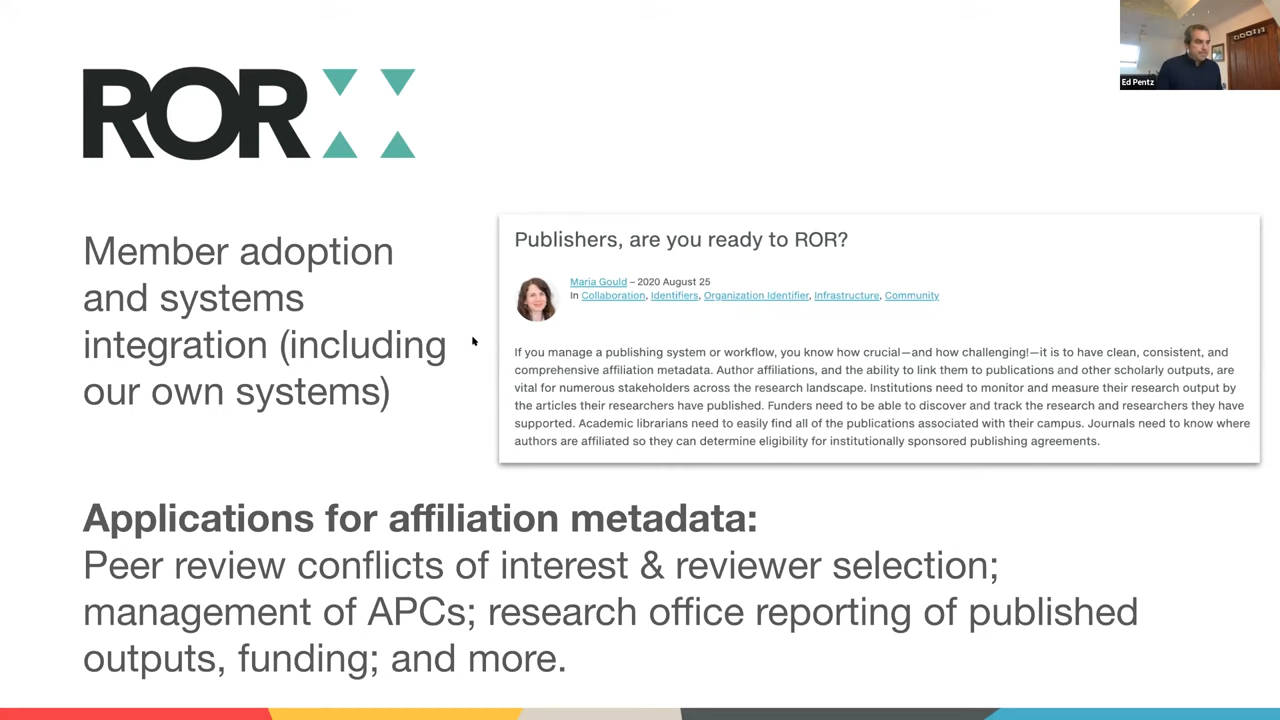 ROR
Ed Pentz
Member adoption
and systems
integration (including
our own systems)
Publishers, are you ready to ROR?
Maria Gould – 2020 August 25
In Collaboration, Identifiers, Organization Identifier, Infrastructure, Community
If you manage a publishing system or workflow, you know how crucial—and how challenging!—it is to have clean, consistent, and
comprehensive affiliation metadata. Author affiliations, and the ability to link them to publications and other scholarly outputs, are
vital for numerous stakeholders across the research landscape. Institutions need to monitor and measure their research output by
the articles their researchers have published. Funders need to be able to discover and track the research and researchers they have
supported. Academic librarians need to easily find all of the publications associated with their campus. Journals need to know where
authors are affiliated so they can determine eligibility for institutionally sponsored publishing agreements.
Applications for affiliation metadata:
Peer review conflicts of interest & reviewer selection;
management of APCs; research office reporting of published
outputs, funding; and more.